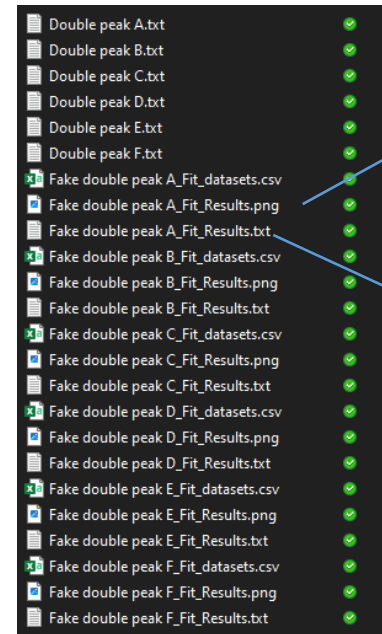 Double peak A.txt
Double peak B.txt
Double peak C.txt
Double peak D.txt
Double peak E.txt
Double peak F.txt
Fake double peak A_Fit_datasets.csv
Fake double peak A_Fit_Results.png
Fake double peak A_Fit_Results.txt
Fake double peak B_Fit_datasets.csv
Fake double peak B_Fit_Results.png
Fake double peak B_Fit_Results.txt
Fake double peak C_Fit_datasets.csv
Fake double peak C_Fit_Results.png
Fake double peak C_Fit_Results.txt
Fake double peak D_Fit_datasets.csv
Fake double peak D_Fit_Results.png
Fake double peak D_Fit_Results.txt
Fake double peak E_Fit_datasets.csv
Fake double peak E_Fit_Results.png
Fake double peak E_Fit_Results.txt
Fake double peak F_Fit_datasets.csv
Fake double peak F_Fit_Results.png
Fake double peak F_Fit_Results.txt